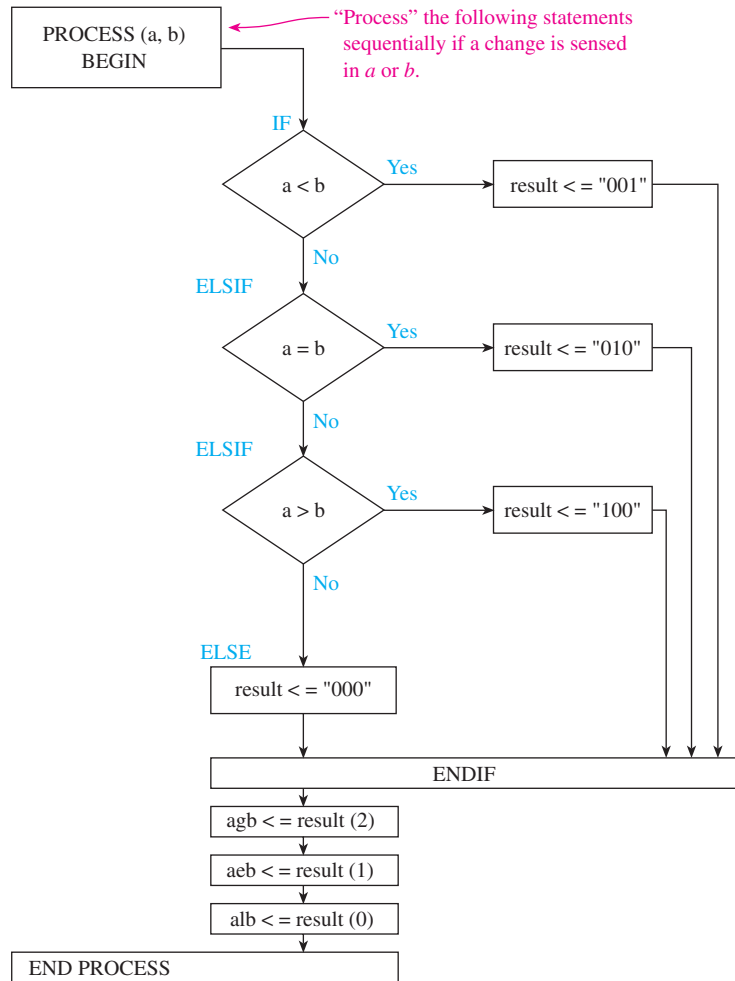 PROCESS (a, b)
BEGIN
“Process” the following statements
sequentially if a change is sensed
in a or b.
IF
a < b
Yes
result < = "001"
No
ELSIF
a = b
Yes
result < = "010"
No
ELSIF
a > b
Yes
result < = "100"
No
ELSE
result < = "000"
ENDIF
agb < = result (2)
aeb < = result (1)
alb < = result (0)
END PROCESS